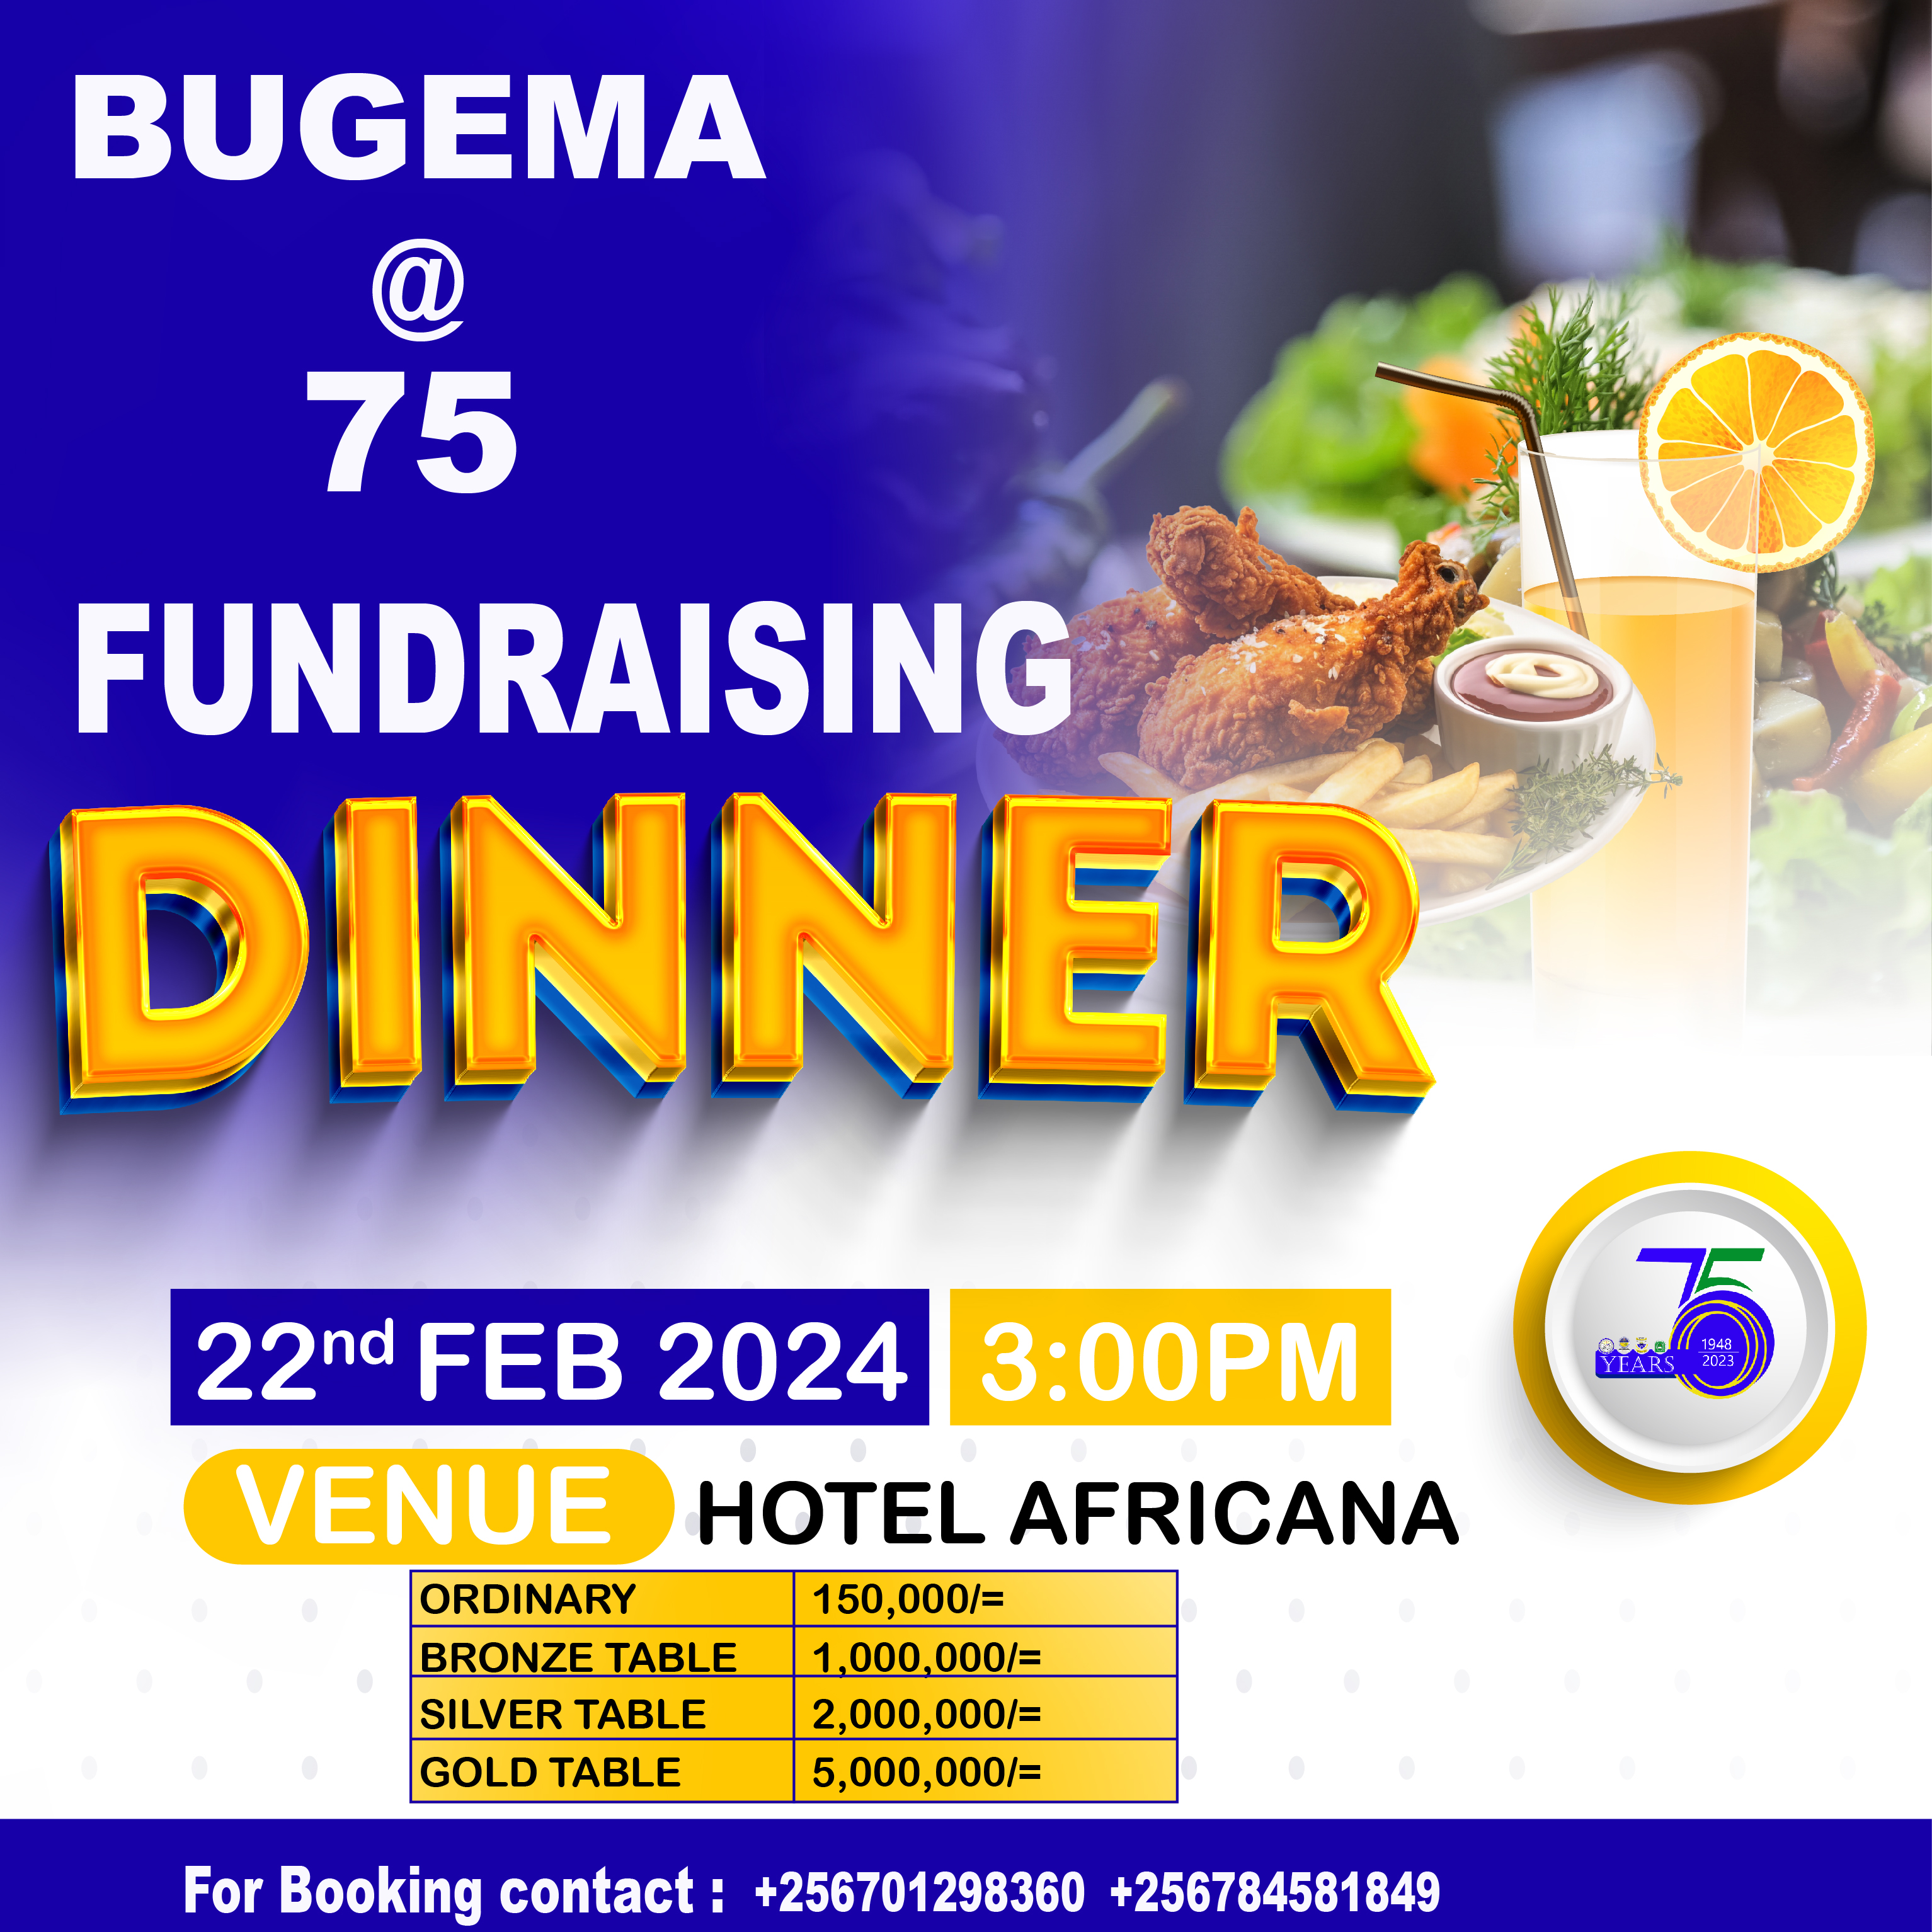 BUGEMA
@
75
FUNDRAISING
DINNER
22nd FEB 2024 3:00PM
VENUE HOTEL AFRICANA
75
YEARS
1948
2023
ORDINARY 150,000/=
BRONZE TABLE 1,000,000/=
SILVER TABLE 2,000,000/=
GOLD TABLE 5,000,000/=
For Booking contact : +256701298360 +256784581849